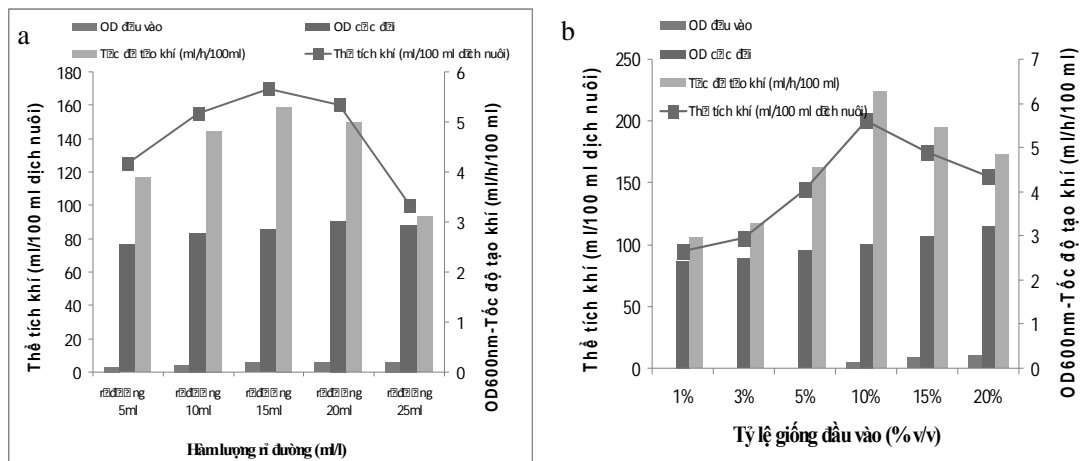 a
OD
OD
(ml/h/100ml)
(ml/100 ml
180
160
140
120
100
80
60
40
20
0
6
5
4
3
2
1
0
Thể tích khí (ml/100 ml dịch nuôi)
OD600nm-Tốc độ tạo khí (ml/h/100 ml)
5ml
10ml
15ml
20ml
25ml
Hàm lượng rỉ đường (ml/l)
b
OD
OD
(ml/h/100 ml)
(ml/100 ml
250
200
150
100
50
0
7
6
5
4
3
2
1
0
Thể tích khí (ml/100 ml dịch nuôi)
OD600nm-Tốc độ tạo khí (ml/h/100 ml)
1%
3%
5%
10%
15%
20%
Tỷ lệ giống đầu vào (% v/v)